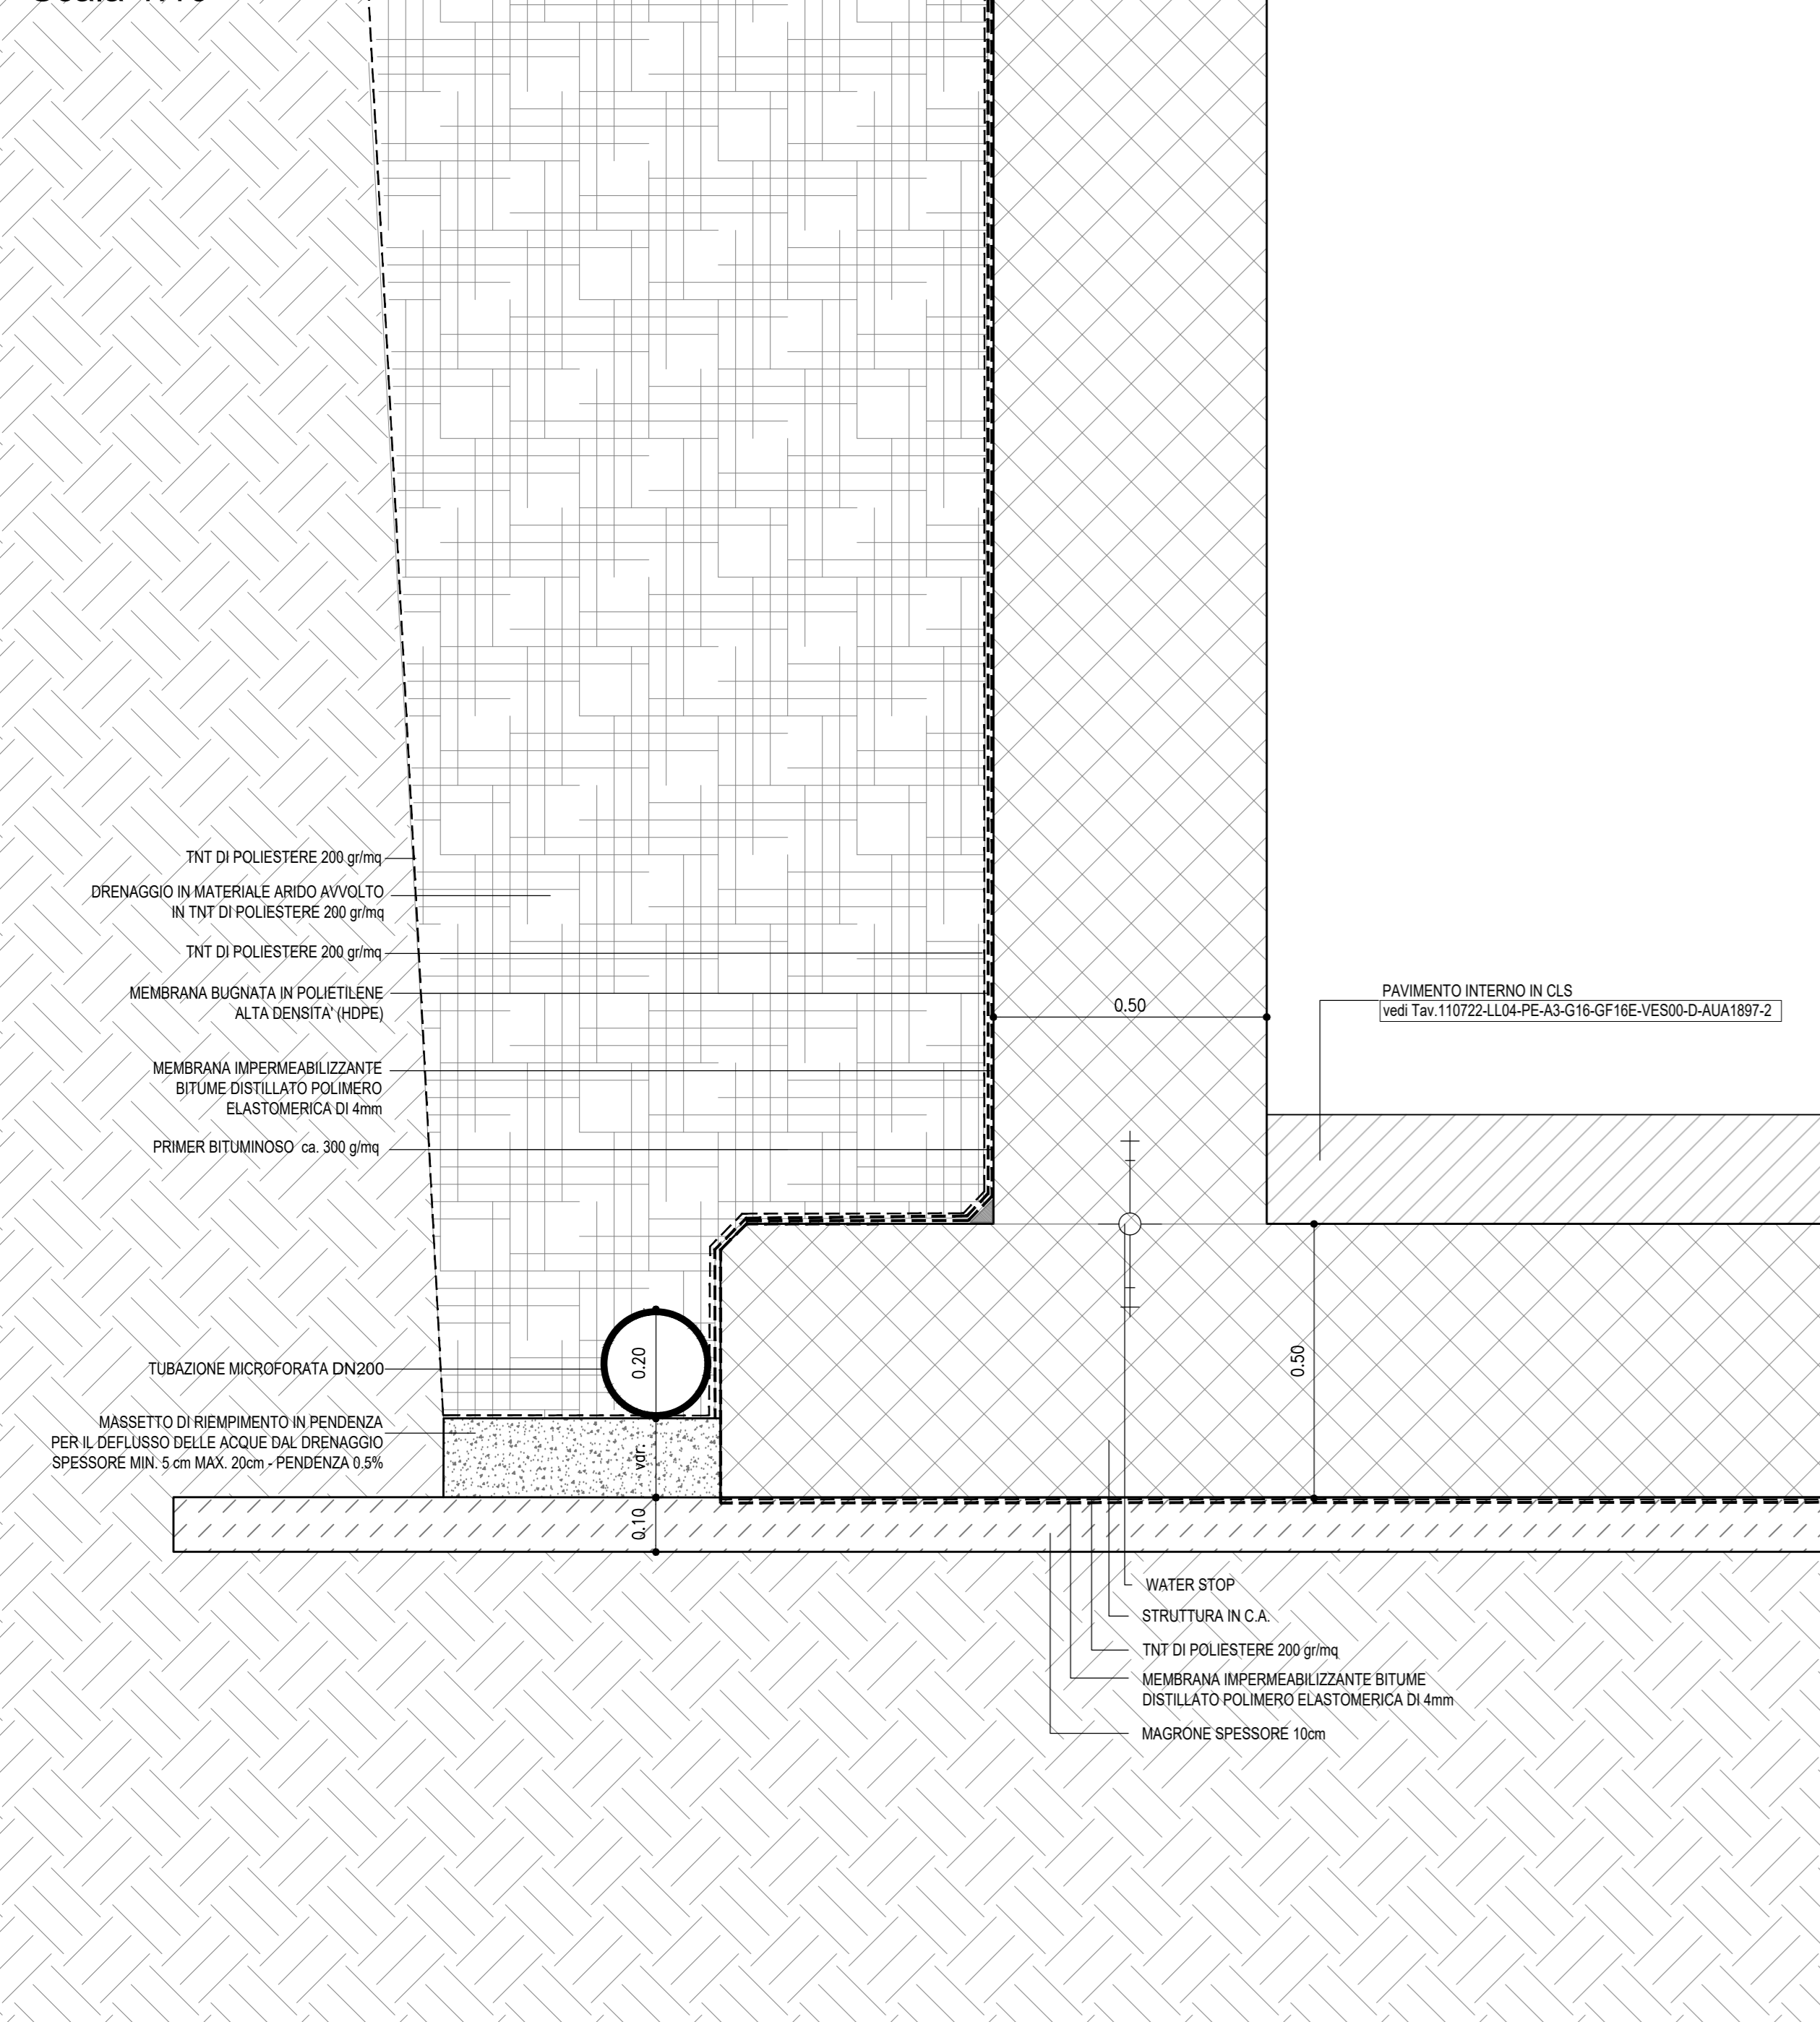 TNT DI POLIESTERE 200 gr/mq
DRENAGGIO IN MATERIALE ARIDO AVVOLTO
IN TNT DI POLIESTERE 200 gr/mq
TNT DI POLIESTERE 200 gr/mq
MEMBRANA BUGNATA IN POLIETILENE
ALTA DENSITA' (HDPE)
MEMBRANA IMPERMEABILIZZANTE
BITUME DISTILLATO POLIMERO
ELASTOMERICA DI 4mm
PRIMER BITUMINOSO ca. 300 g/mq
TUBAZIONE MICROFORATA DN200
MASSETTO DI RIEMPIMENTO IN PENDENZA
PER IL DEFLUSSO DELLE ACQUE DAL DRENAGGIO
SPESSORE MIN. 5 cm MAX. 20cm - PENDENZA 0.5%
0.20
vdr.
0.10
0.50
PAVIMENTO INTERNO IN CLS
vedi Tav.110722-LL04-PE-A3-G16-GF16E-VES00-D-AUA1897-2
0.50
WATER STOP
STRUTTURA IN C.A.
TNT DI POLIESTERE 200 gr/mq
MEMBRANA IMPERMEABILIZZANTE BITUME
DISTILLATO POLIMERO ELASTOMERICA DI 4mm
MAGRONE SPESSORE 10cm